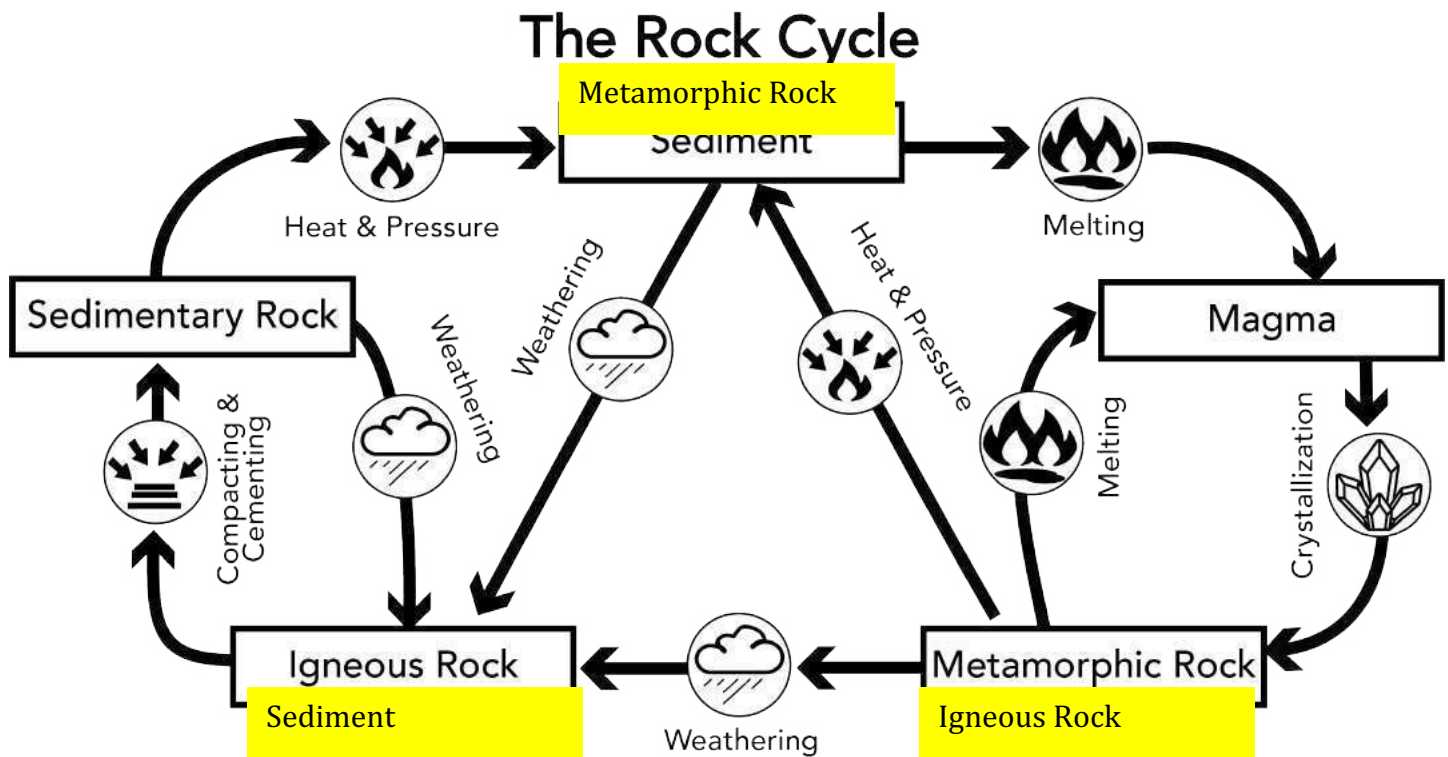 The Rock Cycle
Metamorphic Rock
Sediment
Heat & Pressure
Melting
Sedimentary Rock
Weathering
Weathering
Heat & Pressure
Magma
Melting
Compacting &
Cementing
Crystallization
Igneous Rock
Metamorphic Rock
Sediment
Igneous Rock
Weathering